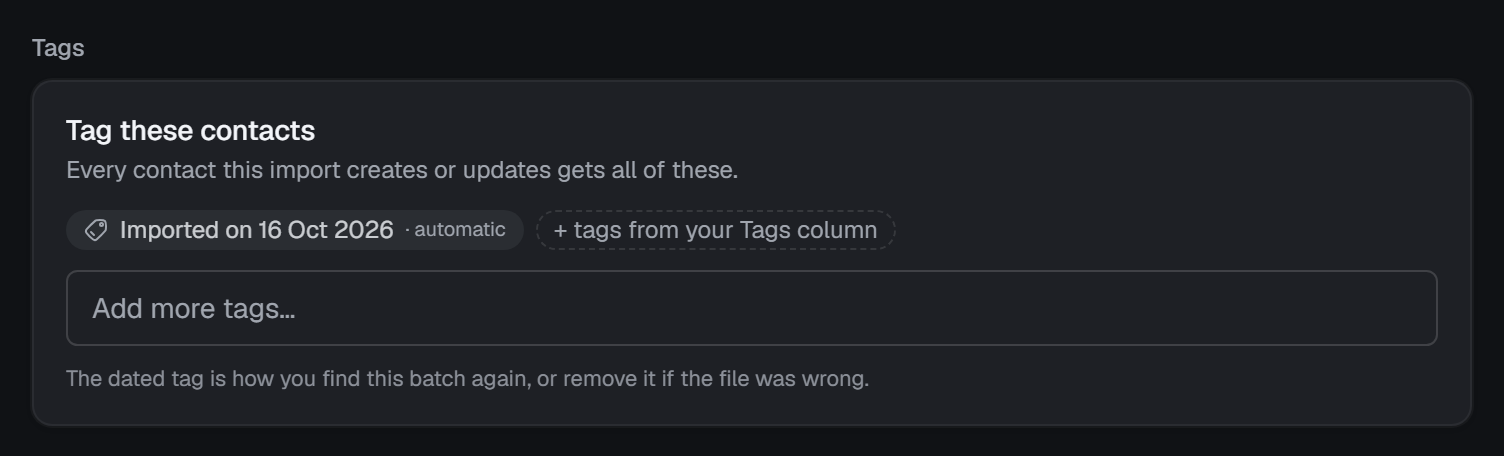 Tags
Tag these contacts
Every contact this import creates or updates gets all of these.
Imported on 16 Oct 2026 · automatic + tags from your Tags column
Add more tags…
The dated tag is how you find this batch again, or remove it if the file was wrong.